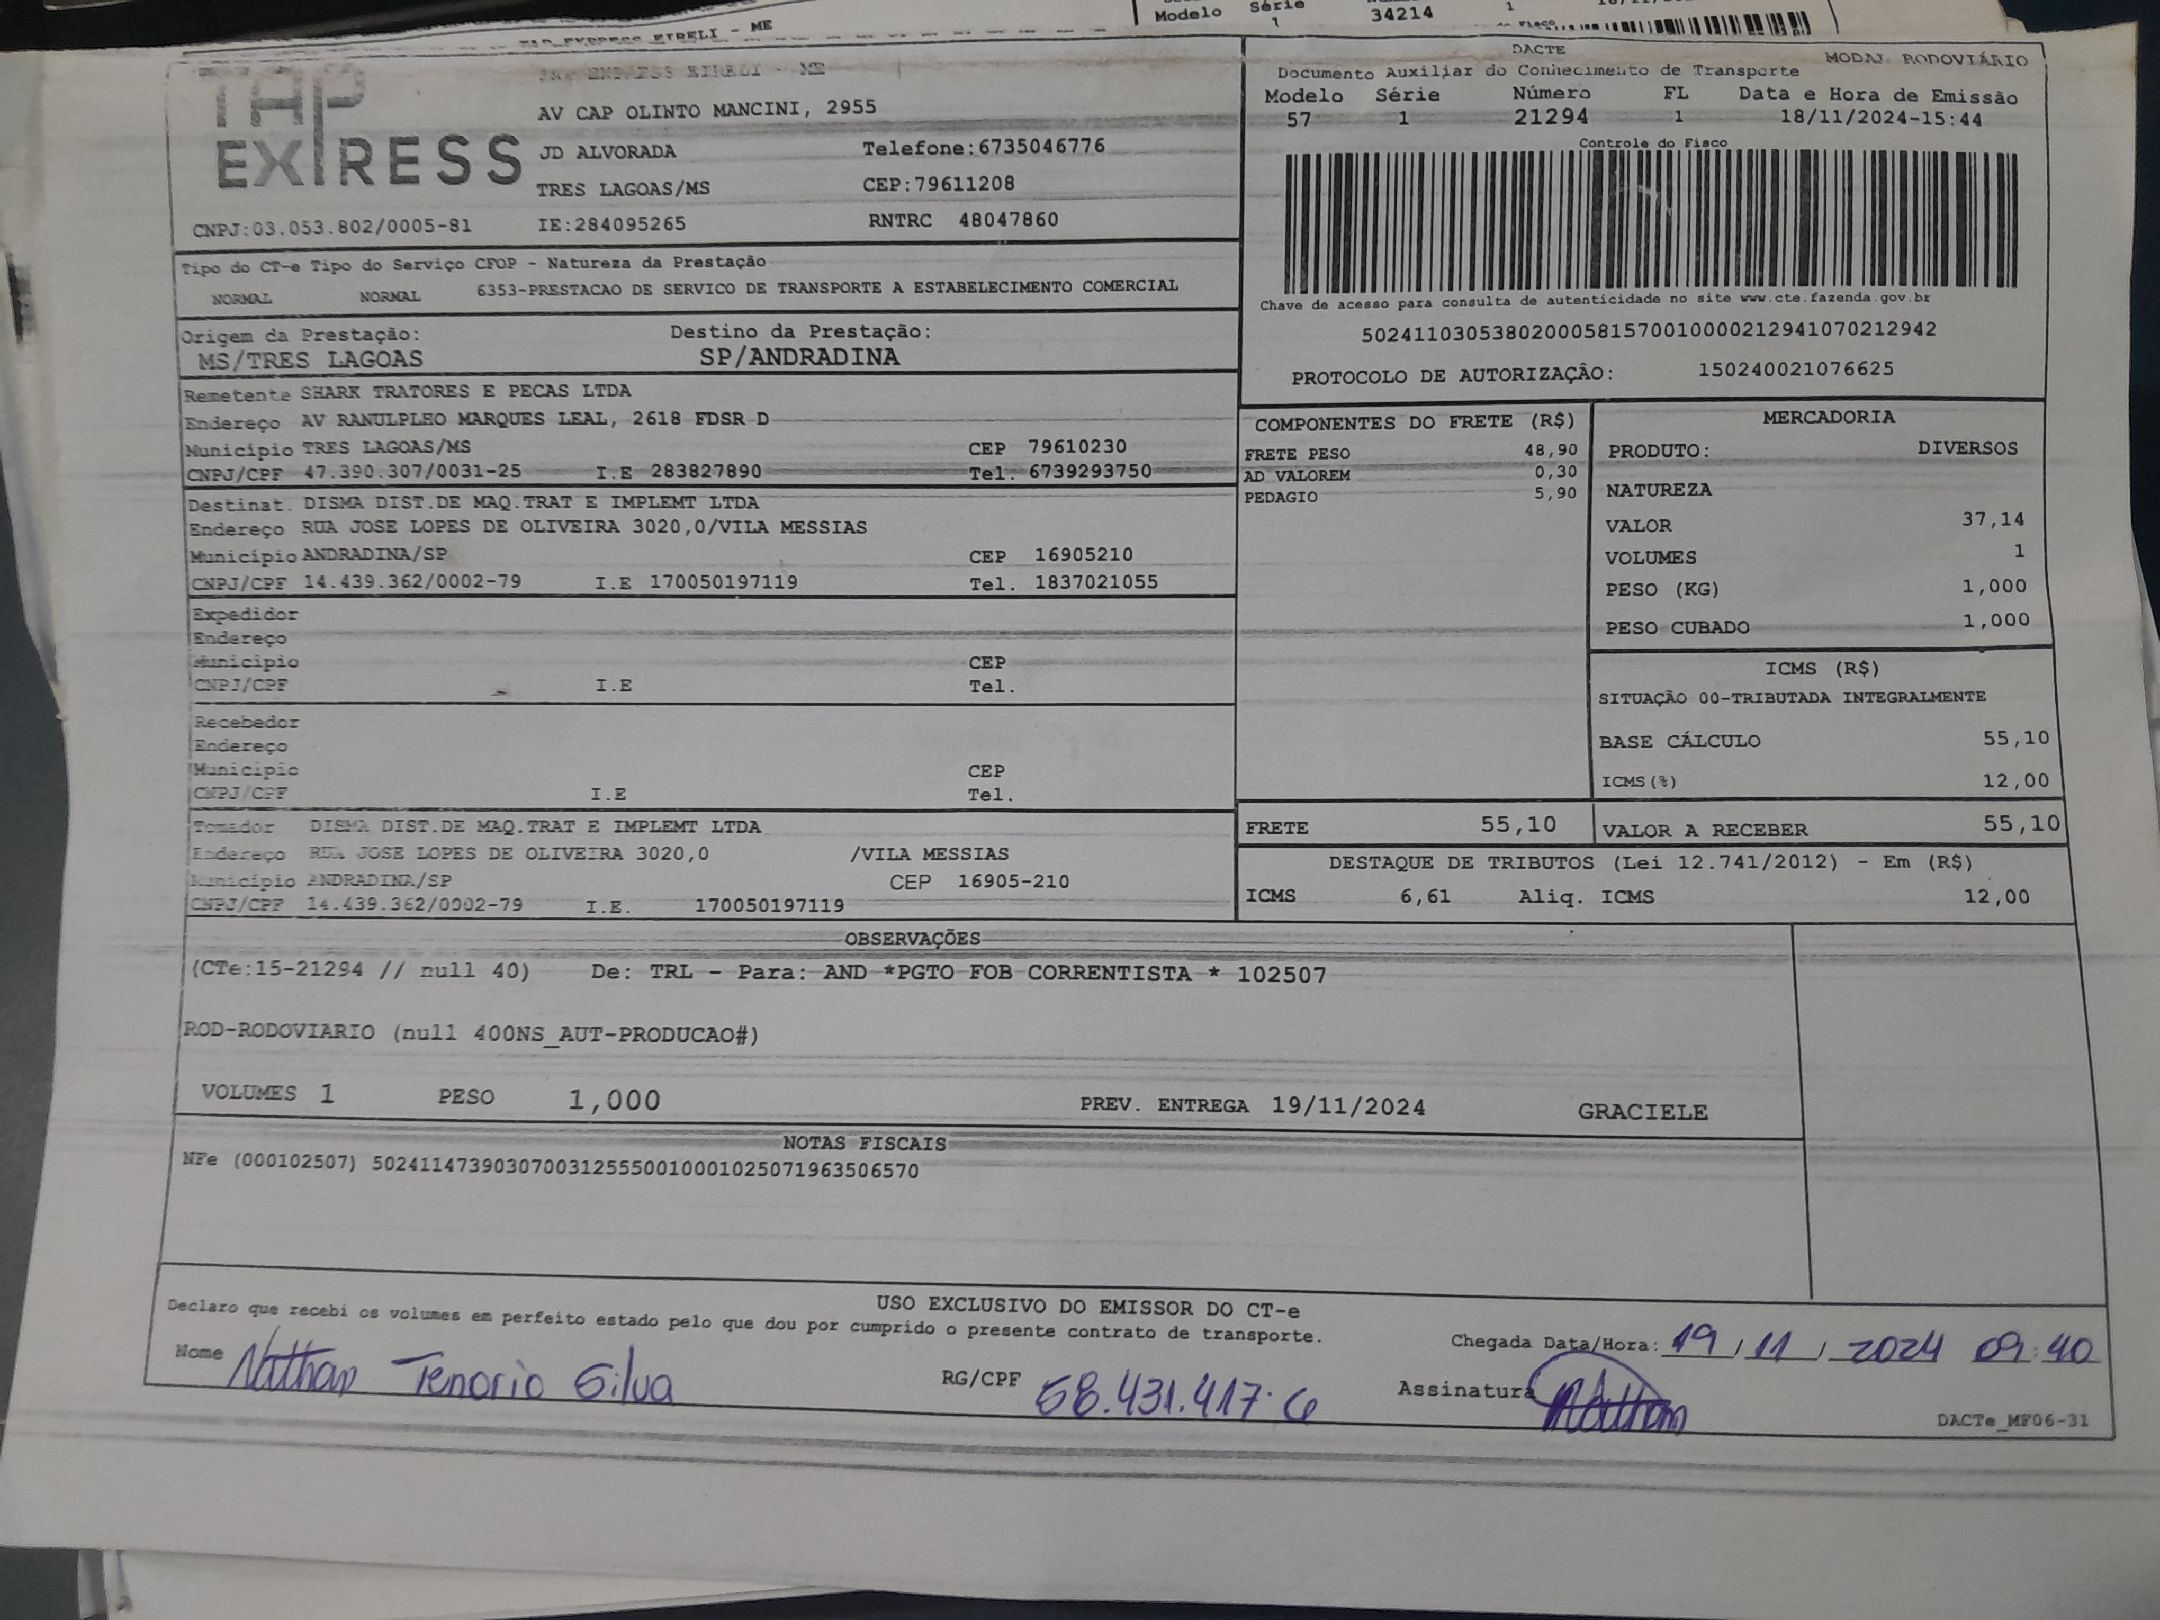 TAP EXPRESS EIRELI - ME
Modelo Série
1 34214 1
TAP
EXPRESS
TAP EXPRESS EIRELI - ME
AV CAP OLINTO MANCINI, 2955
JD ALVORADA Telefone:6735046776
TRES LAGOAS/MS CEP:79611208
CNPJ:03.053.802/0005-81 IE:284095265 RNTRC 48047860
DACTE MODAL RODOVIÁRIO
Documento Auxiliar do Conhecimento de Transporte
Modelo Série Número FL Data e Hora de Emissão
57 1 21294 1 18/11/2024-15:44
Controle do Fisco
Chave de acesso para consulta de autenticidade no site www.cte.fazenda.gov.br
50241103053802000581570010000212941070212942
PROTOCOLO DE AUTORIZAÇÃO: 150240021076625
Tipo do CT-e Tipo do Serviço CFOP - Natureza da Prestação
NORMAL NORMAL 6353-PRESTACAO DE SERVICO DE TRANSPORTE A ESTABELECIMENTO COMERCIAL
Origem da Prestação: Destino da Prestação:
MS/TRES LAGOAS SP/ANDRADINA
Remetente SHARK TRATORES E PECAS LTDA
Endereço AV RANULPLEO MARQUES LEAL, 2618 FDSR D
Município TRES LAGOAS/MS CEP 79610230
CNPJ/CPF 47.390.307/0031-25 I.E 283827890 Tel. 6739293750
Destinat. DISMA DIST.DE MAQ.TRAT E IMPLEMT LTDA
Endereço RUA JOSE LOPES DE OLIVEIRA 3020,0/VILA MESSIAS
Município ANDRADINA/SP CEP 16905210
CNPJ/CPF 14.439.362/0002-79 I.E 170050197119 Tel. 1837021055
Expedidor
Endereço
Município CEP
CNPJ/CPF I.E Tel.
Recebedor
Endereço
Município CEP
CNPJ/CPF I.E Tel.
Tomador DISMA DIST.DE MAQ.TRAT E IMPLEMT LTDA
Endereço RUA JOSE LOPES DE OLIVEIRA 3020,0 /VILA MESSIAS
Município ANDRADINA/SP CEP 16905-210
CNPJ/CPF 14.439.362/0002-79 I.E. 170050197119
COMPONENTES DO FRETE (R$)
FRETE PESO 48,90
AD VALOREM 0,30
PEDAGIO 5,90
MERCADORIA
PRODUTO: DIVERSOS
NATUREZA
VALOR 37,14
VOLUMES 1
PESO (KG) 1,000
PESO CUBADO 1,000
ICMS (R$)
SITUAÇÃO 00-TRIBUTADA INTEGRALMENTE
BASE CÁLCULO 55,10
ICMS(%) 12,00
FRETE 55,10 VALOR A RECEBER 55,10
DESTAQUE DE TRIBUTOS (Lei 12.741/2012) - Em (R$)
ICMS 6,61 Aliq. ICMS 12,00
OBSERVAÇÕES
(CTe:15-21294 // null 40) De: TRL - Para: AND *PGTO FOB CORRENTISTA * 102507
ROD-RODOVIARIO (null 400NS_AUT-PRODUCAO#)
VOLUMES 1 PESO 1,000 PREV. ENTREGA 19/11/2024 GRACIELE
NOTAS FISCAIS
NFe (000102507) 50241147390307003125550010001025071963506570
USO EXCLUSIVO DO EMISSOR DO CT-e
Declaro que recebi os volumes em perfeito estado pelo que dou por cumprido o presente contrato de transporte.
Chegada Data/Hora: 19/11/2024 09:40
Nome Nathan Tenorio Silva RG/CPF 58.431.417-6 Assinatura Nathan
DACTe_MF06-31